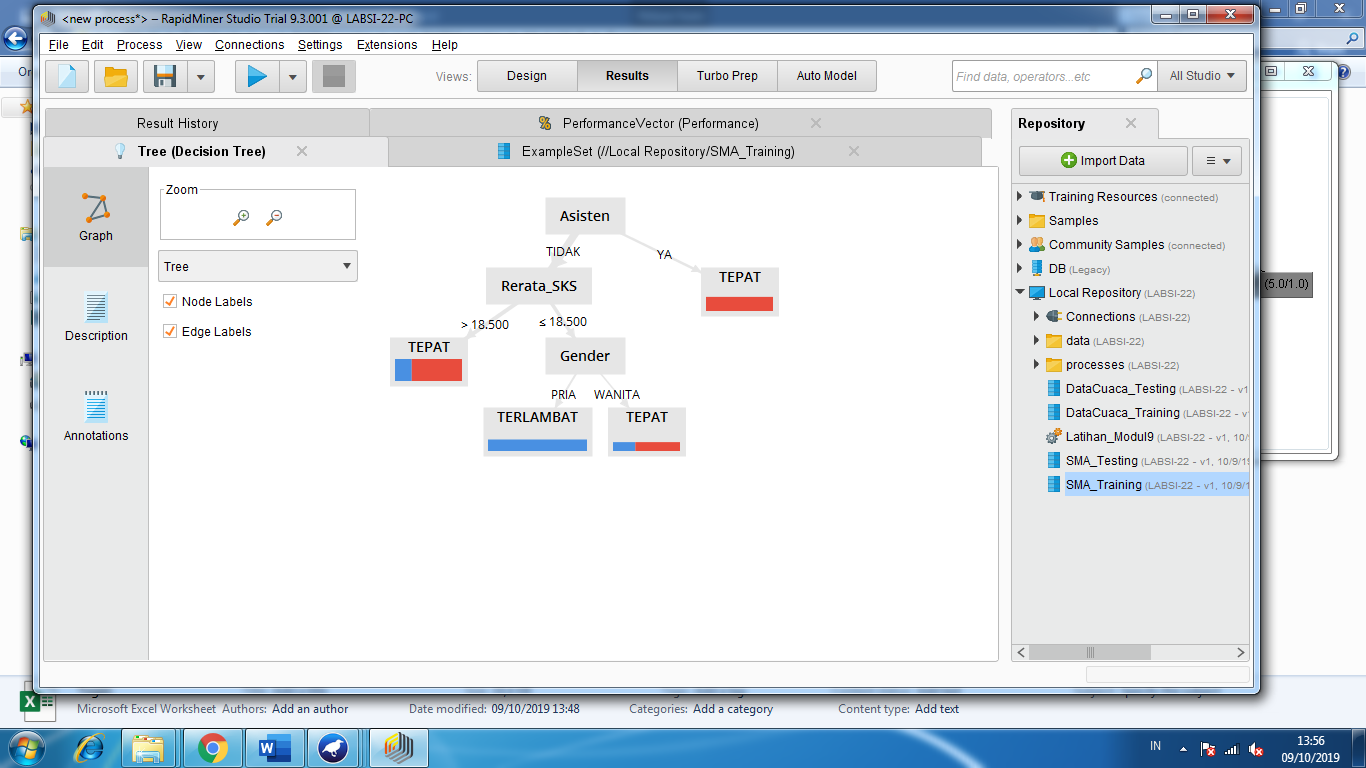 <new process*> – RapidMiner Studio Trial 9.3.001 @ LABSI-22-PC
File Edit Process View Connections Settings Extensions Help
Views: Design Results Turbo Prep Auto Model
Find data, operators...etc
All Studio
Result History
PerformanceVector (Performance)
Tree (Decision Tree)
ExampleSet (//Local Repository/SMA_Training)
Graph
Description
Annotations
Zoom
Tree
Node Labels
Edge Labels
Asisten
TIDAK
YA
Rerata_SKS
TEPAT
> 18.500
≤ 18.500
TEPAT
Gender
PRIA
WANITA
TERLAMBAT
TEPAT
Repository
Import Data
Training Resources (connected)
Samples
Community Samples (connected)
DB (Legacy)
Local Repository (LABSI-22)
Connections (LABSI-22)
data (LABSI-22)
processes (LABSI-22)
DataCuaca_Testing (LABSI-22 - v1
DataCuaca_Training (LABSI-22 - v1
Latihan_Modul9 (LABSI-22 - v1, 10/
SMA_Testing (LABSI-22 - v1, 10/9/19
SMA_Training (LABSI-22 - v1, 10/9/1
(5.0/1.0)
Microsoft Excel Worksheet Authors: Add an author
Date modified: 09/10/2019 13:48
Categories: Add a category
Content type: Add text
IN
13:56
09/10/2019